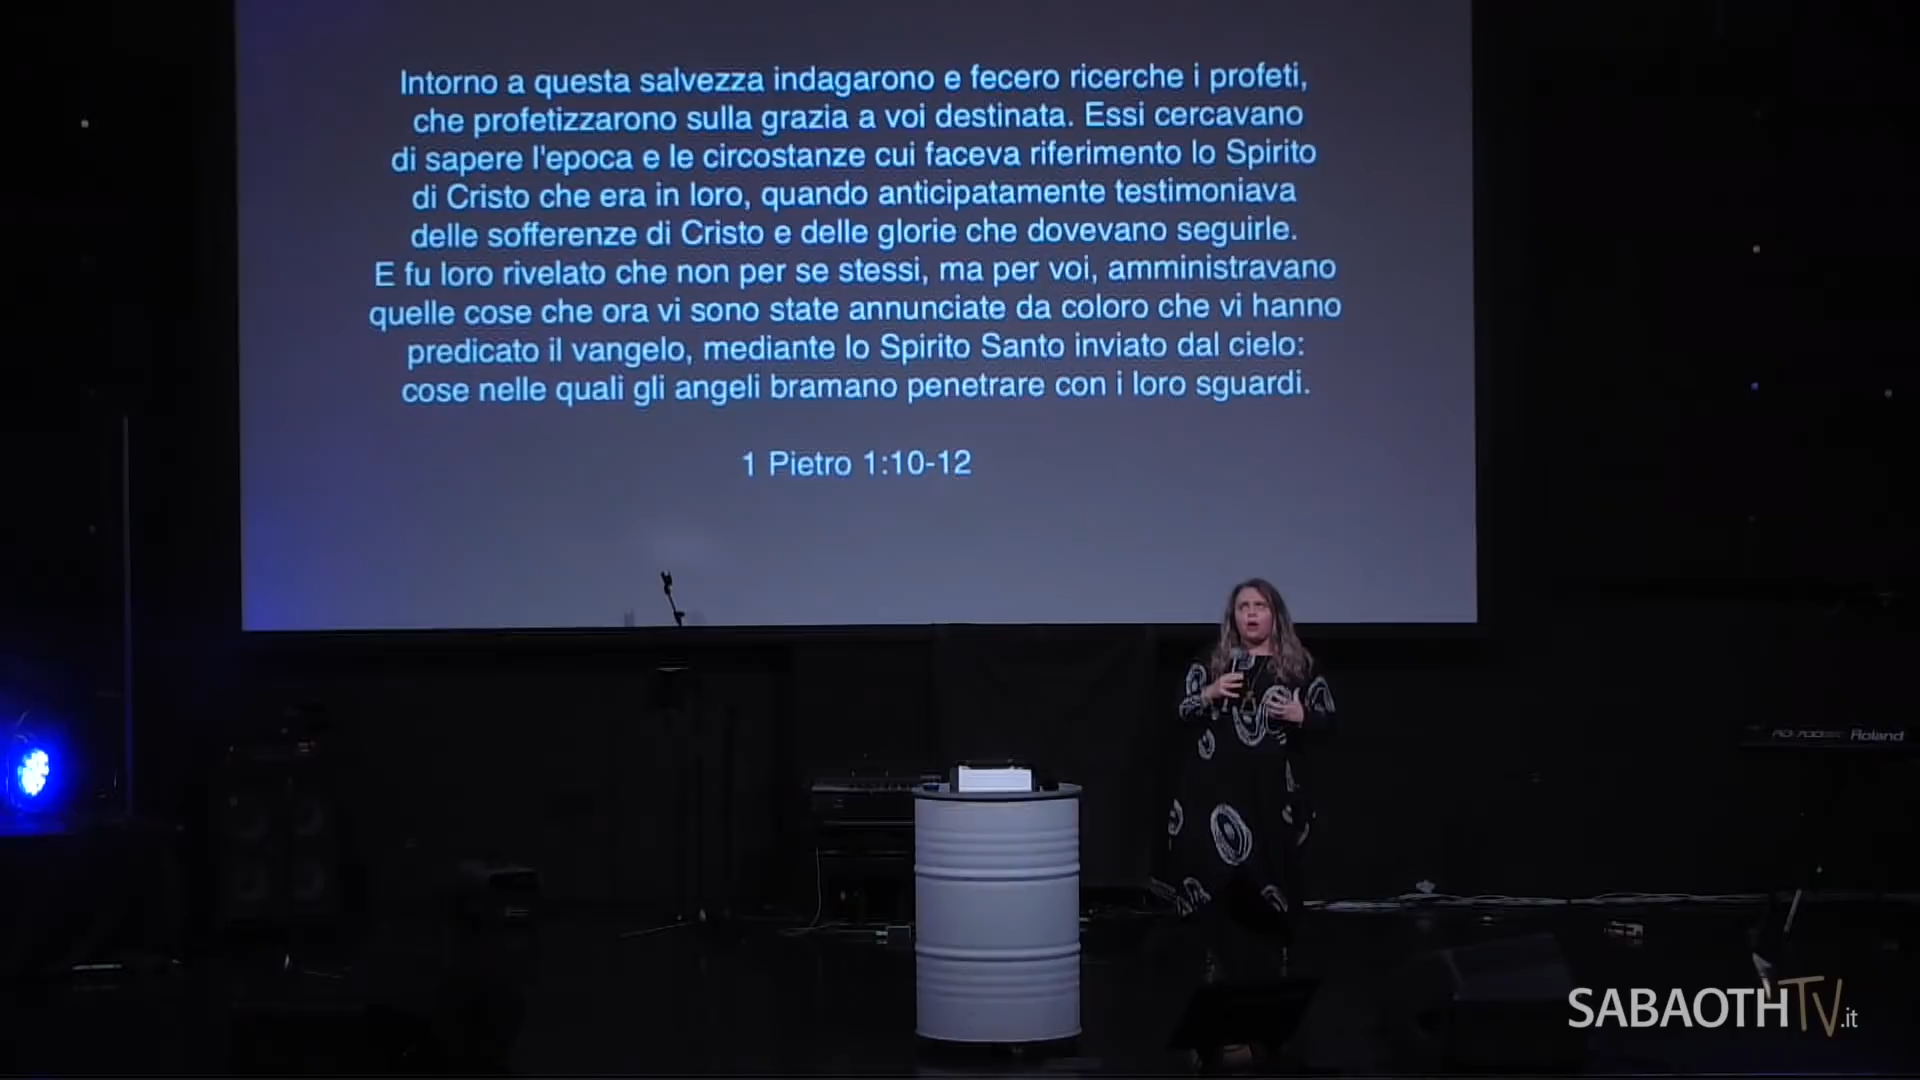 Intorno a questa salvezza indagarono e fecero ricerche i profeti,
che profetizzarono sulla grazia a voi destinata. Essi cercavano
di sapere l'epoca e le circostanze cui faceva riferimento lo Spirito
di Cristo che era in loro, quando anticipatamente testimoniava
delle sofferenze di Cristo e delle glorie che dovevano seguirle.
E fu loro rivelato che non per se stessi, ma per voi, amministravano
quelle cose che ora vi sono state annunciate da coloro che vi hanno
predicato il vangelo, mediante lo Spirito Santo inviato dal cielo:
cose nelle quali gli angeli bramano penetrare con i loro sguardi.
1 Pietro 1:10-12
Roland
SABAOTHTV.it